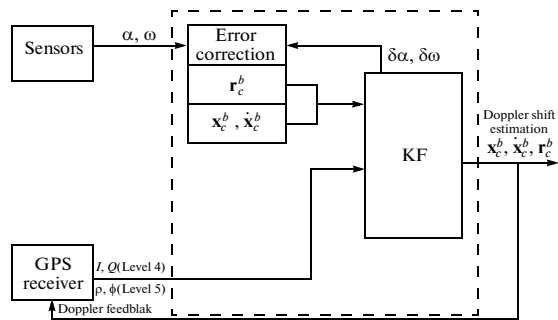 Sensors
α, ω
Error
correction
r_c^b
x_c^b , ẋ_c^b
δα, δω
KF
Doppler shift
estimation
x_c^b, ẋ_c^b, r_c^b
GPS
receiver
I, Q(Level 4)
ρ, ϕ(Level 5)
Doppler feedblak